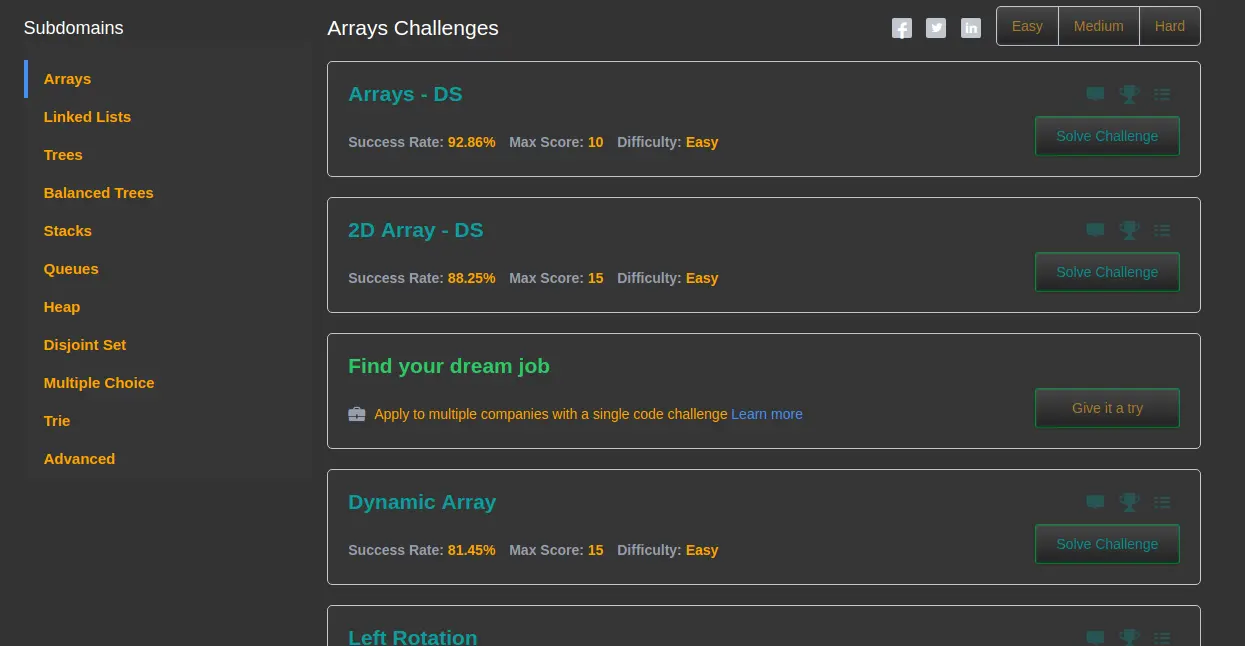 Subdomains
Arrays
Linked Lists
Trees
Balanced Trees
Stacks
Queues
Heap
Disjoint Set
Multiple Choice
Trie
Advanced
Arrays Challenges
Easy Medium Hard
Arrays - DS
Success Rate: 92.86% Max Score: 10 Difficulty: Easy
Solve Challenge
2D Array - DS
Success Rate: 88.25% Max Score: 15 Difficulty: Easy
Solve Challenge
Find your dream job
Apply to multiple companies with a single code challenge Learn more
Give it a try
Dynamic Array
Success Rate: 81.45% Max Score: 15 Difficulty: Easy
Solve Challenge
Left Rotation